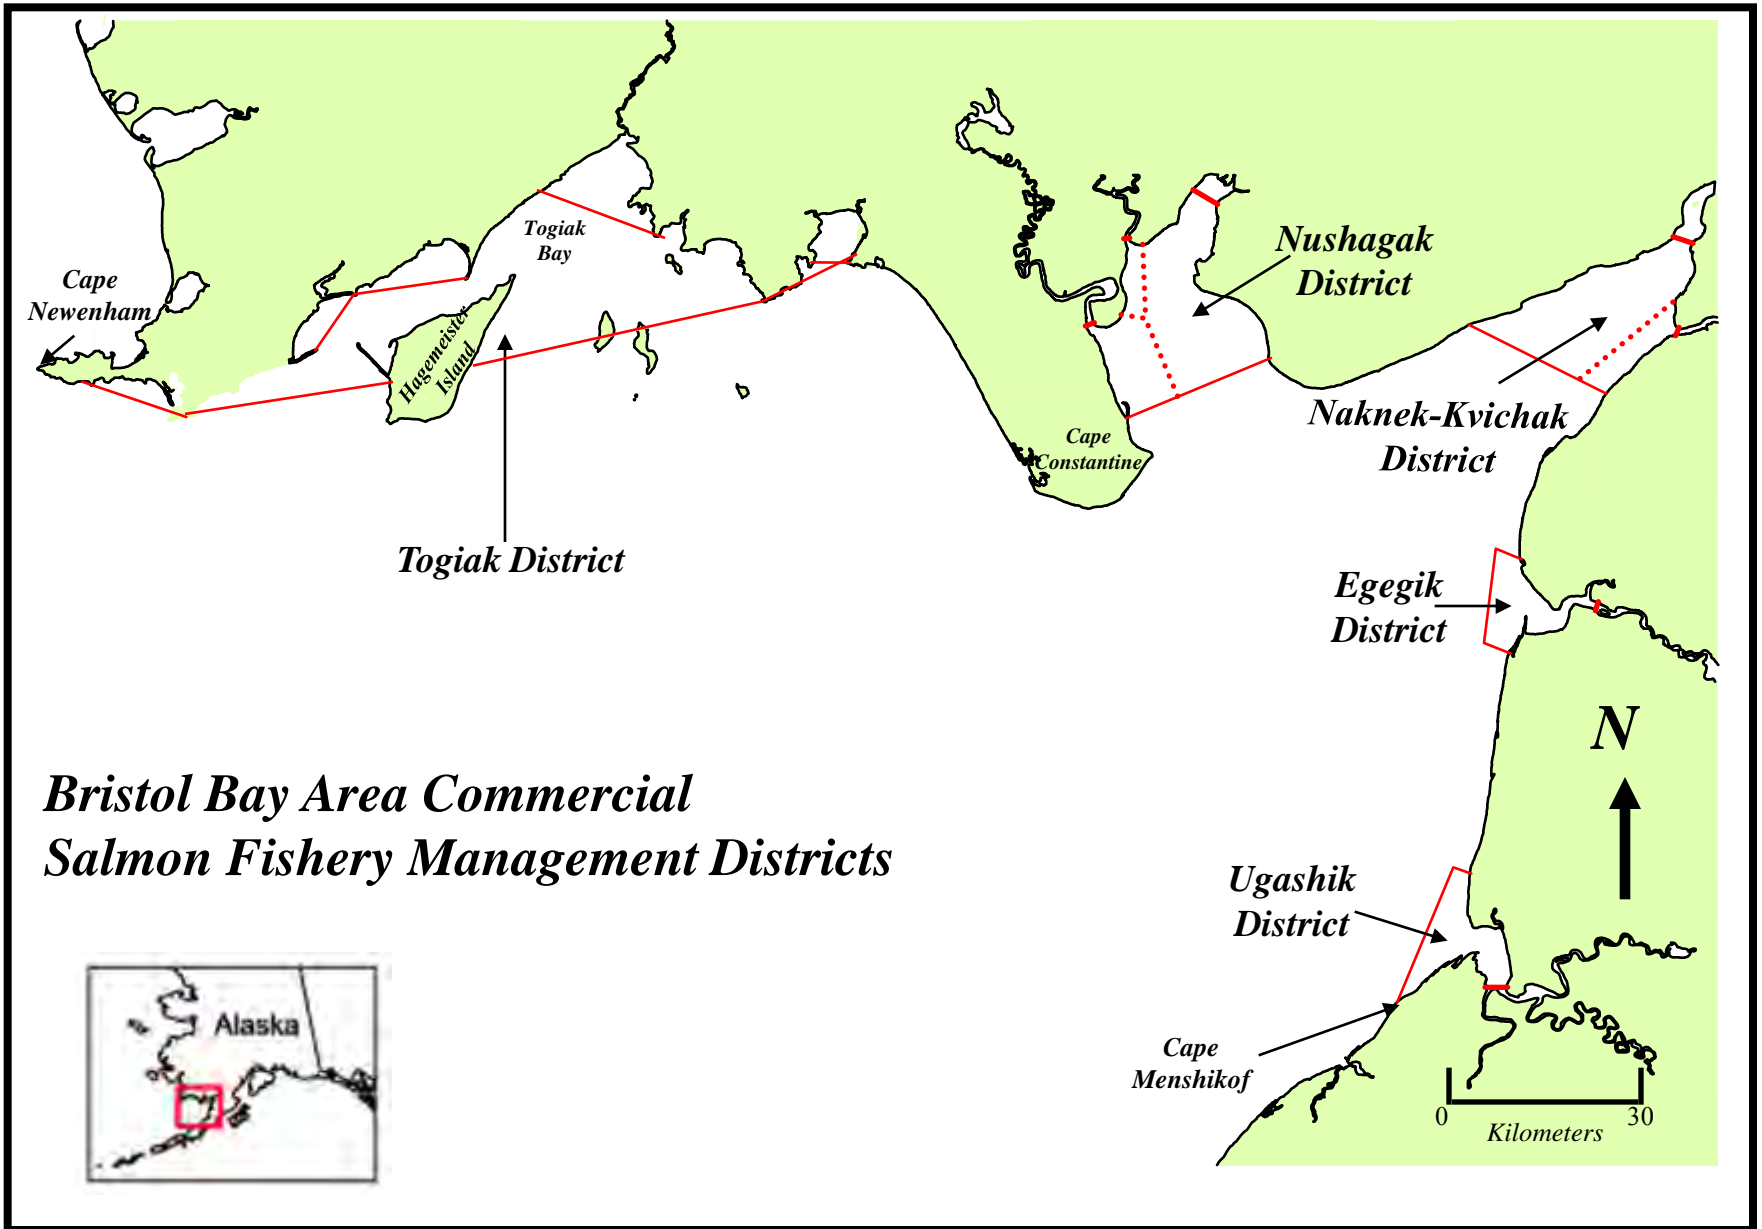 Togiak
Bay
Nushagak
District
Cape
Newenham
Hagemeister
Island
Naknek-Kvichak
District
Cape
Constantine
Togiak District
Egegik
District
N
Bristol Bay Area Commercial
Salmon Fishery Management Districts
Ugashik
District
Alaska
Cape
Menshikof
0 30
Kilometers